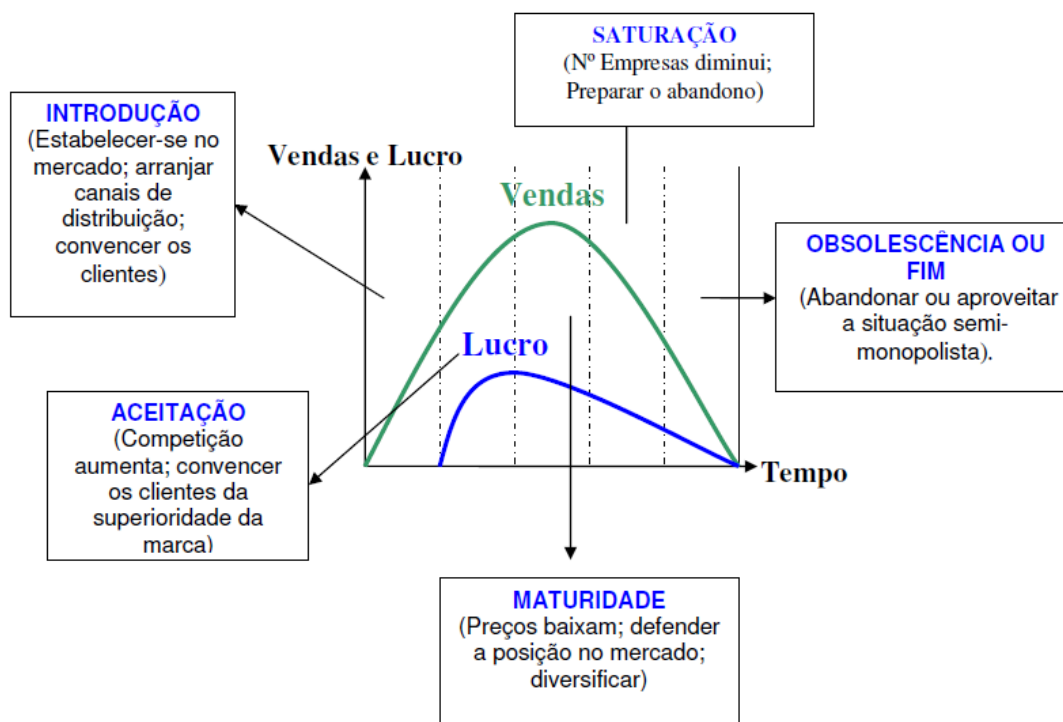 SATURAÇÃO
(Nº Empresas diminui;
Preparar o abandono)
INTRODUÇÃO
(Estabelecer-se no
mercado; arranjar
canais de
distribuição;
convencer os
clientes)
Vendas e Lucro
Vendas
OBSOLESCÊNCIA OU
FIM
(Abandonar ou aproveitar
a situação semi-
monopolista).
Lucro
ACEITAÇÃO
(Competição
aumenta; convencer
os clientes da
superioridade da
marca)
Tempo
MATURIDADE
(Preços baixam; defender
a posição no mercado;
diversificar)